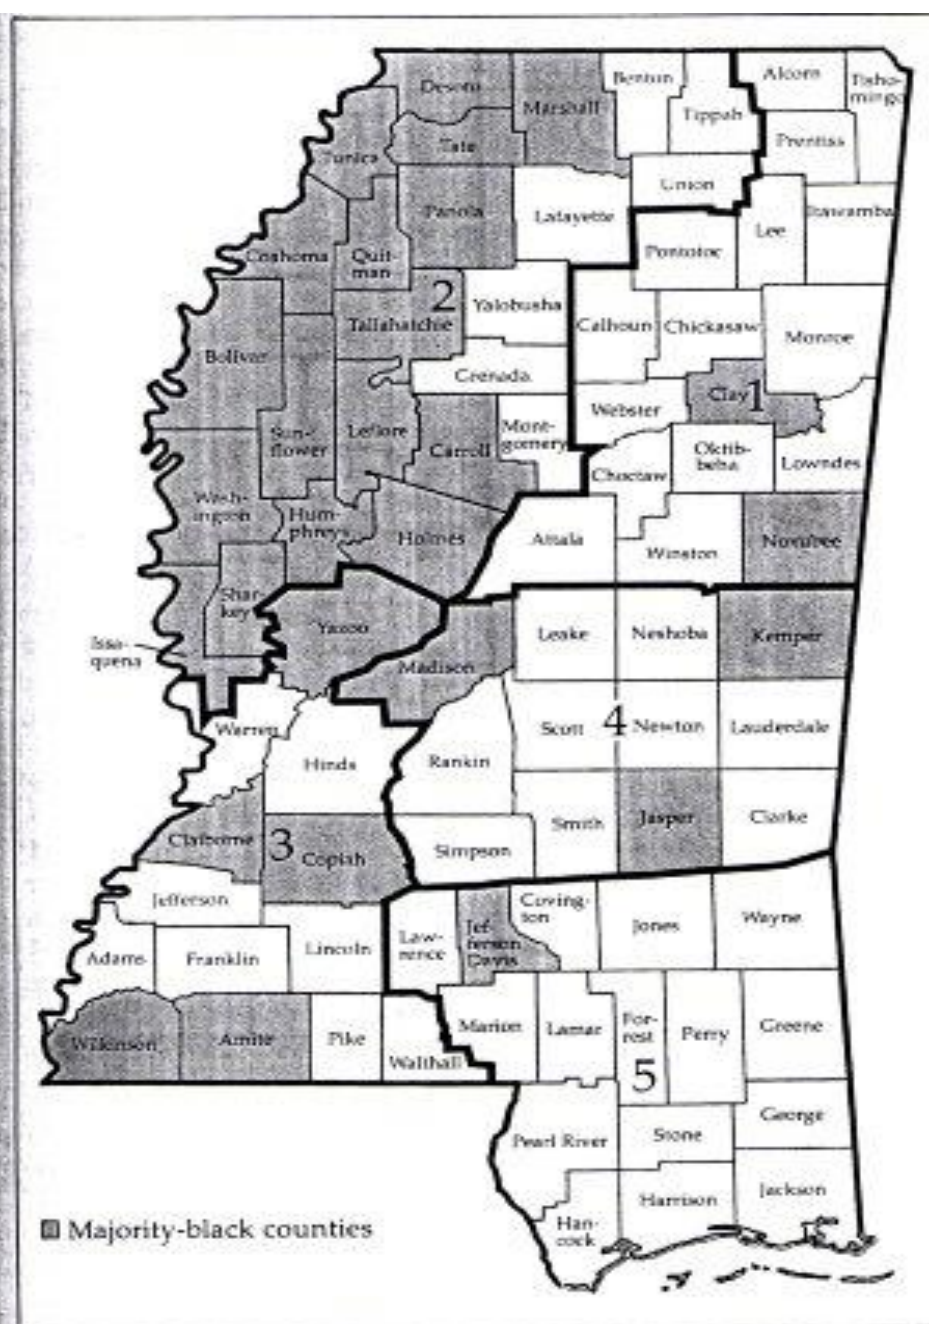 Desoto
Marshall
Benton
Tippah
Alcorn
Tisho-
mingo
Prentiss
Tunica
Tate
Union
Panola
Lafayette
Itawamba
Lee
Pontotoc
Coahoma
Quit-
man
2
Yalobusha
Tallahatchie
Calhoun
Chickasaw
Monroe
Bolivar
Grenada
Clay
1
Webster
Sun-
flower
Leflore
Carroll
Mont-
gomery
Choctaw
Oktib-
beha
Lowndes
Wash-
ington
Hum-
phreys
Holmes
Attala
Winston
Noxubee
Shar-
key
Issa-
quena
Yazoo
Madison
Leake
Neshoba
Kemper
Warren
Hinds
Rankin
Scott
4
Newton
Lauderdale
Claiborne
3
Copiah
Simpson
Smith
Jasper
Clarke
Jefferson
Adams
Franklin
Lincoln
Law-
rence
Jef-
ferson
Davis
Coving-
ton
Jones
Wayne
Wilkinson
Amite
Pike
Walthall
Marion
Lamar
For-
rest
5
Perry
Greene
Pearl River
Stone
George
Han-
cock
Harrison
Jackson
Majority-black counties